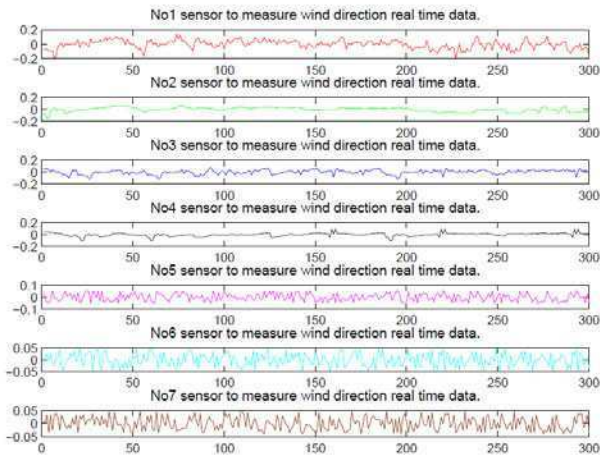 No1 sensor to measure wind direction real time data.
0.2
0
-0.2
0 50 100 150 200 250 300
No2 sensor to measure wind direction real time data.
0.2
0
-0.2
0 50 100 150 200 250 300
No3 sensor to measure wind direction real time data.
0.2
0
-0.2
0 50 100 150 200 250 300
No4 sensor to measure wind direction real time data.
0.2
0
-0.2
0 50 100 150 200 250 300
No5 sensor to measure wind direction real time data.
0.1
0
-0.1
0 50 100 150 200 250 300
No6 sensor to measure wind direction real time data.
0.05
0
-0.05
0 50 100 150 200 250 300
No7 sensor to measure wind direction real time data.
0.05
0
-0.05
0 50 100 150 200 250 300